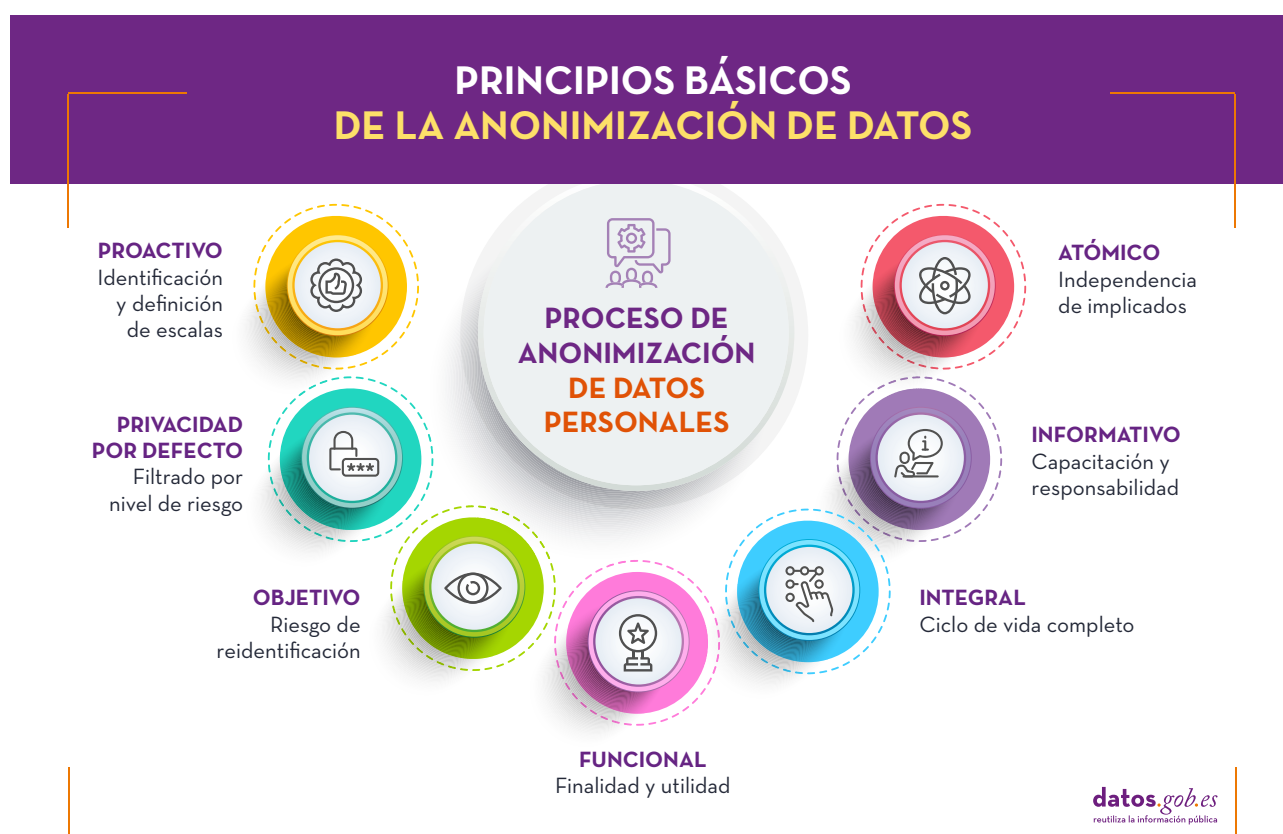 PRINCIPIOS BÁSICOS
DE LA ANONIMIZACIÓN DE DATOS
PROCESO DE
ANONIMIZACIÓN
DE DATOS
PERSONALES
PROACTIVO
Identificación
y definición
de escalas
PRIVACIDAD
POR DEFECTO
Filtrado por
nivel de riesgo
***
OBJETIVO
Riesgo de
reidentificación
FUNCIONAL
Finalidad y utilidad
INTEGRAL
Ciclo de vida completo
INFORMATIVO
Capacitación y
responsabilidad
i
ATÓMICO
Independencia
de implicados
datos.gob.es
reutiliza la información pública